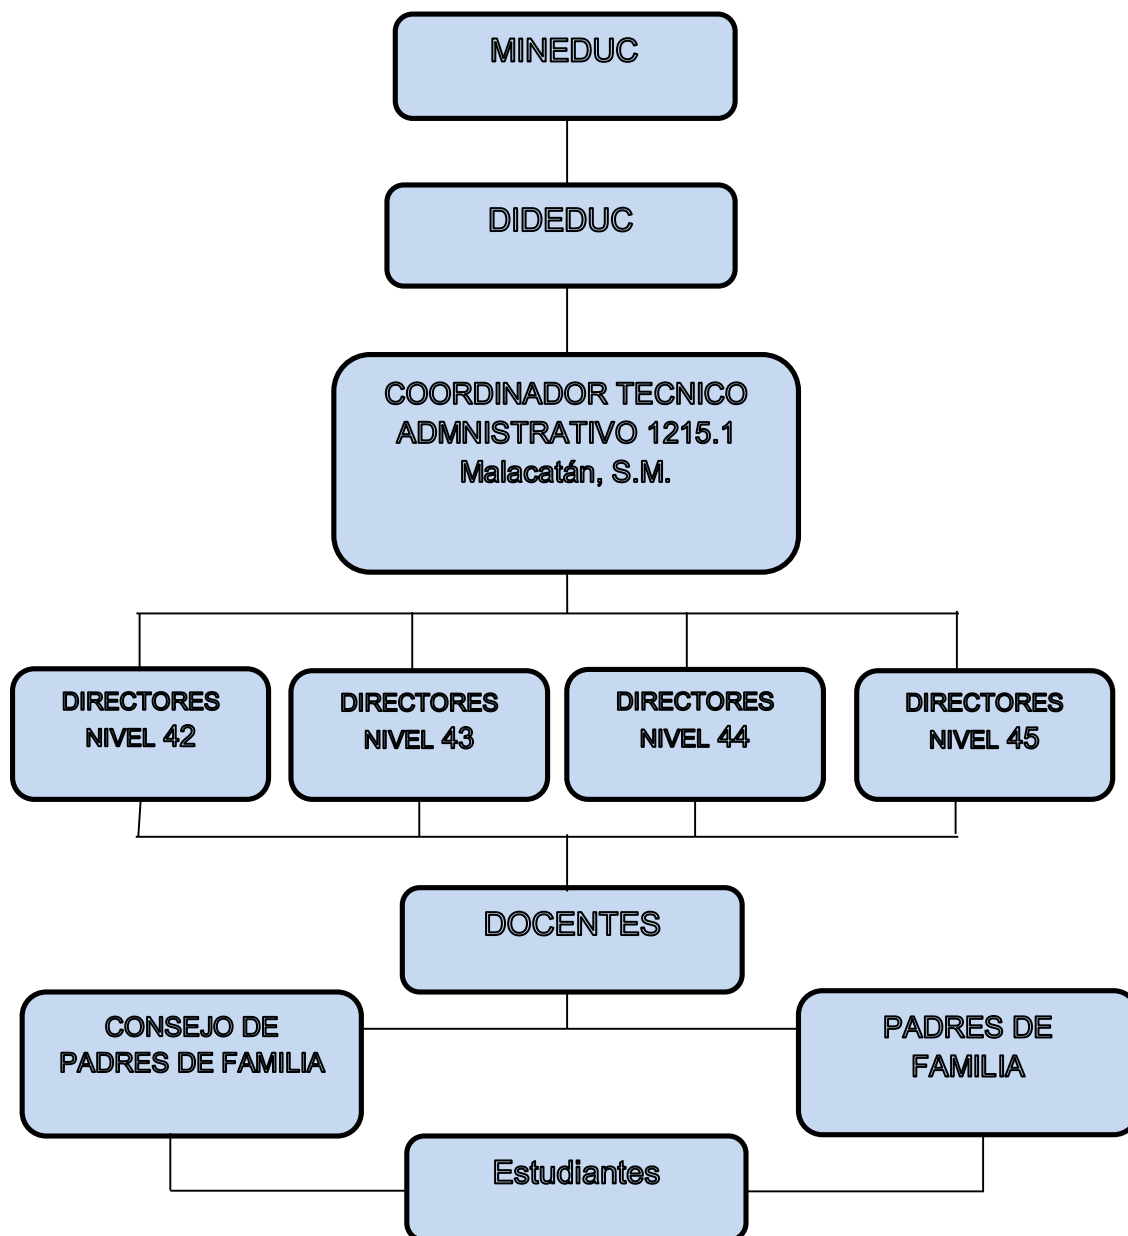 MINEDUC
DIDEDUC
COORDINADOR TECNICO
ADMNISTRATIVO 1215.1
Malacatán, S.M.
DIRECTORES
NIVEL 42
DIRECTORES
NIVEL 43
DIRECTORES
NIVEL 44
DIRECTORES
NIVEL 45
DOCENTES
CONSEJO DE
PADRES DE FAMILIA
PADRES DE
FAMILIA
Estudiantes